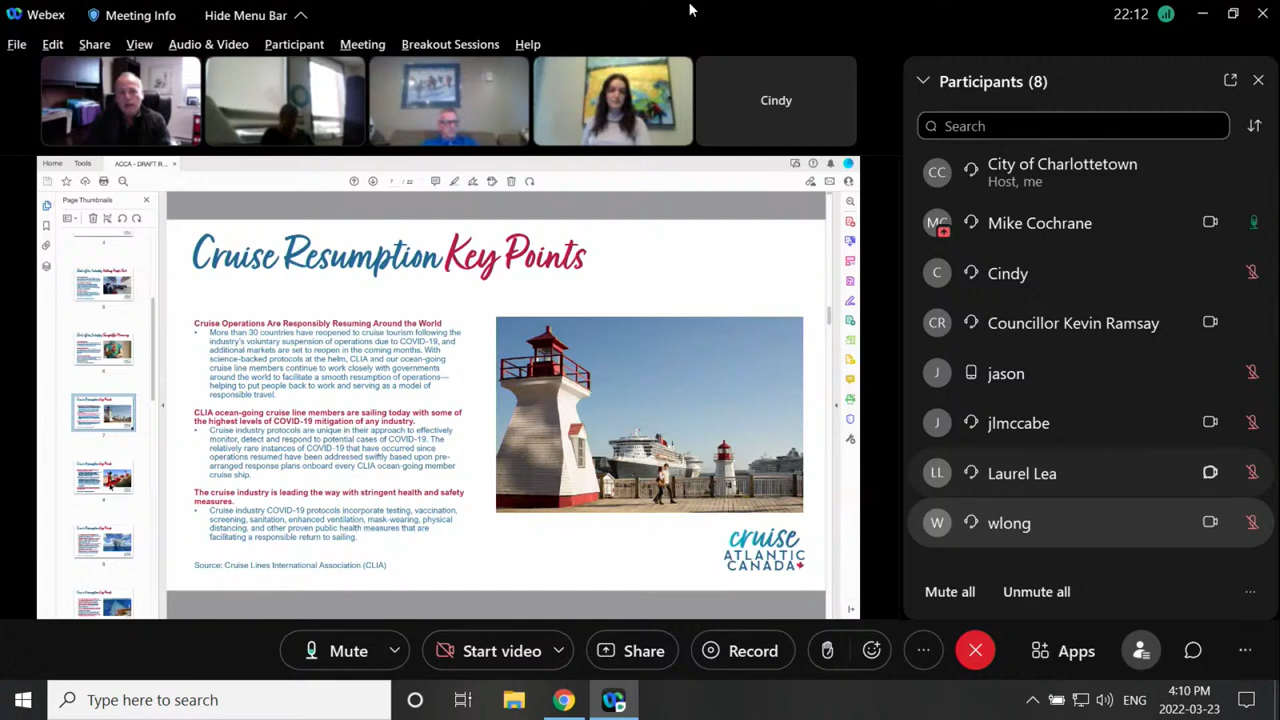 Webex
Meeting Info
Hide Menu Bar
22:12
File Edit Share View Audio & Video Participant Meeting Breakout Sessions Help
Cindy
Participants (8)
Search
CC City of Charlottetown
Host, me
MC Mike Cochrane
C Cindy
CR Councillor Kevin Ramsay
J jason
J jlmccabe
LL Laurel Lea
W wlong
Mute all Unmute all
Home Tools ACCA - DRAFT R...
7 / 22
Page Thumbnails
4
5
6
7
8
9
Cruise Resumption Key Points
Cruise Operations Are Responsibly Resuming Around the World
• More than 30 countries have reopened to cruise tourism following the
industry's voluntary suspension of operations due to COVID-19, and
additional markets are set to reopen in the coming months. With
science-backed protocols at the helm, CLIA and our ocean-going
cruise line members continue to work closely with governments
around the world to facilitate a smooth resumption of operations—
helping to put people back to work and serving as a model of
responsible travel.
CLIA ocean-going cruise line members are sailing today with some of
the highest levels of COVID-19 mitigation of any industry.
• Cruise industry protocols are unique in their approach to effectively
monitor, detect and respond to potential cases of COVID-19. The
relatively rare instances of COVID-19 that have occurred since
operations resumed have been addressed swiftly based upon pre-
arranged response plans onboard every CLIA ocean-going member
cruise ship.
The cruise industry is leading the way with stringent health and safety
measures.
• Cruise industry COVID-19 protocols incorporate testing, vaccination,
screening, sanitation, enhanced ventilation, mask-wearing, physical
distancing, and other proven public health measures that are
facilitating a responsible return to sailing.
Source: Cruise Lines International Association (CLIA)
cruise
ATLANTIC
CANADA
Mute Start video Share Record Apps
Type here to search
ENG
4:10 PM
2022-03-23